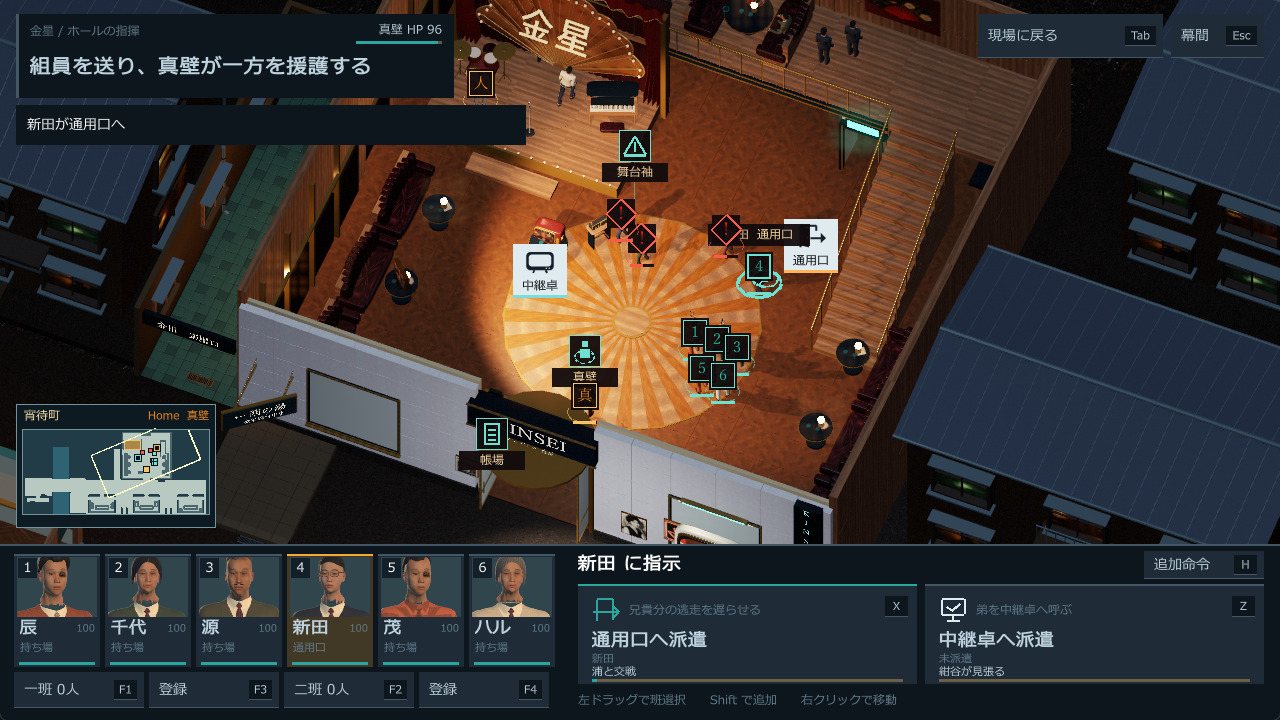 金星 / ホールの指揮
真壁 HP 96
組員を送り、真壁が一方を援護する
新田が通用口へ
現場に戻る Tab
幕間 Esc
金星
人
舞台袖
!
!
!
通用口
通用口
中継卓
4
1
2
3
5
6
真壁
真
帳場
INSEI
宵待町
Home 真壁
1
辰 100
持ち場
2
千代 100
持ち場
3
源 100
持ち場
4
新田 100
通用口
5
茂 100
持ち場
6
ハル 100
持ち場
一班 0人 F1
登録 F3
二班 0人 F2
登録 F4
新田 に指示
追加命令 H
兄貴分の逃走を遅らせる X
通用口へ派遣
新田
浦と交戦
弟を中継卓へ呼ぶ Z
中継卓へ派遣
未派遣
紺谷が見張る
左ドラッグで班選択 Shift で追加 右クリックで移動